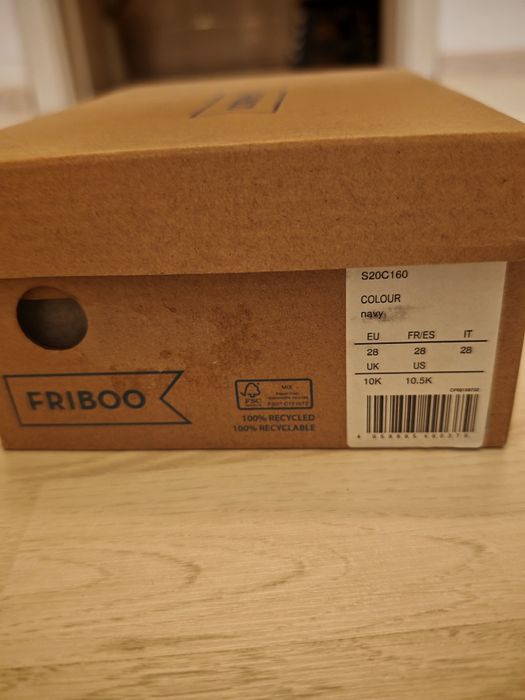 S20C160
COLOUR
navy
EU FR/ES IT
28 28 28
UK US
10K 10.5K
FRIBOO
FSC
MIX
100% RECYCLED
100% RECYCLABLE